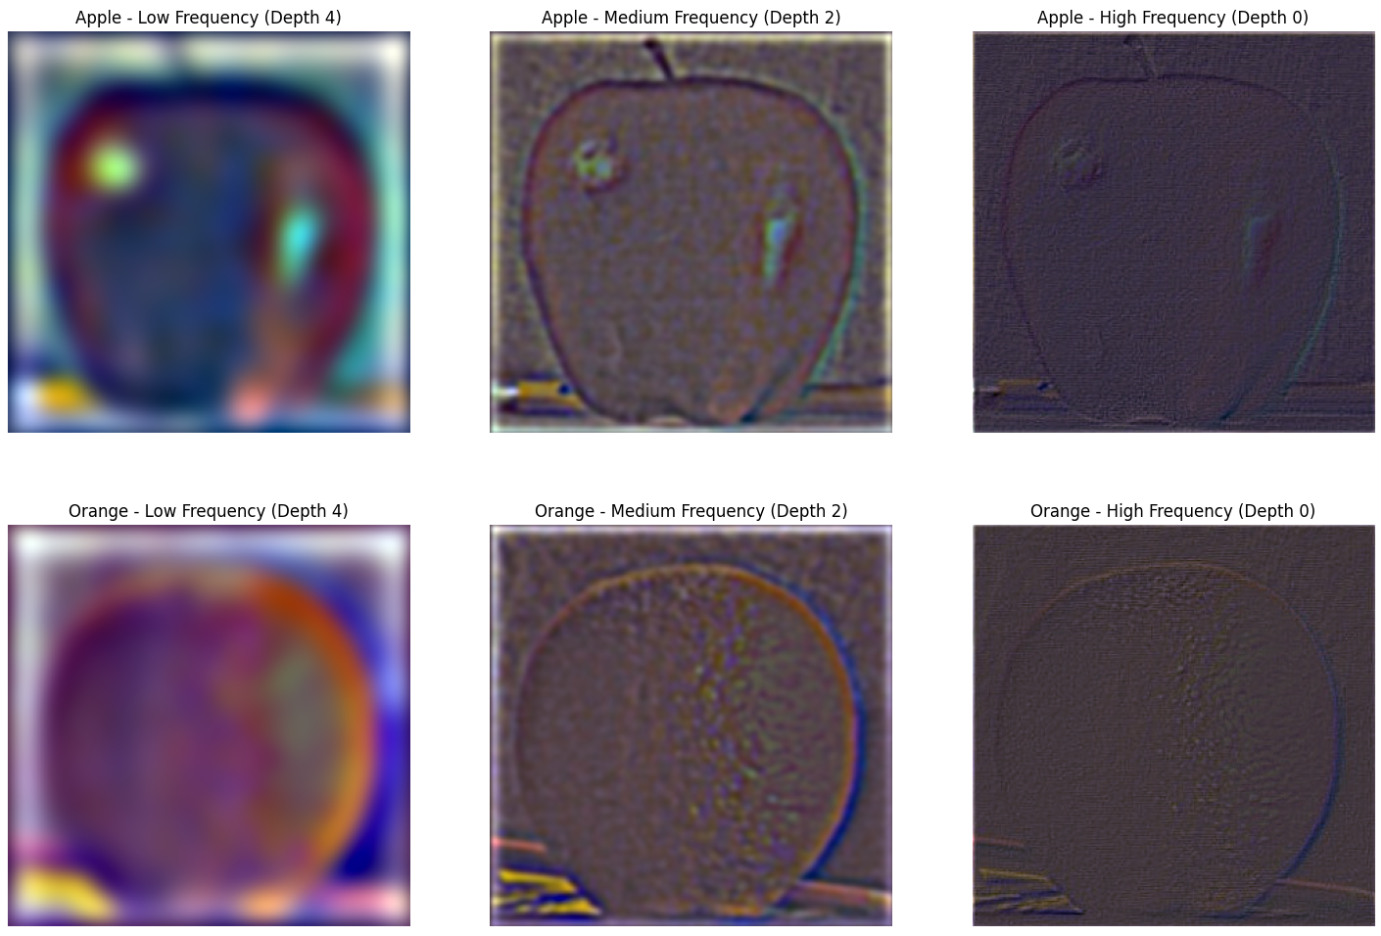 Apple - Low Frequency (Depth 4)
Apple - Medium Frequency (Depth 2)
Apple - High Frequency (Depth 0)
Orange - Low Frequency (Depth 4)
Orange - Medium Frequency (Depth 2)
Orange - High Frequency (Depth 0)